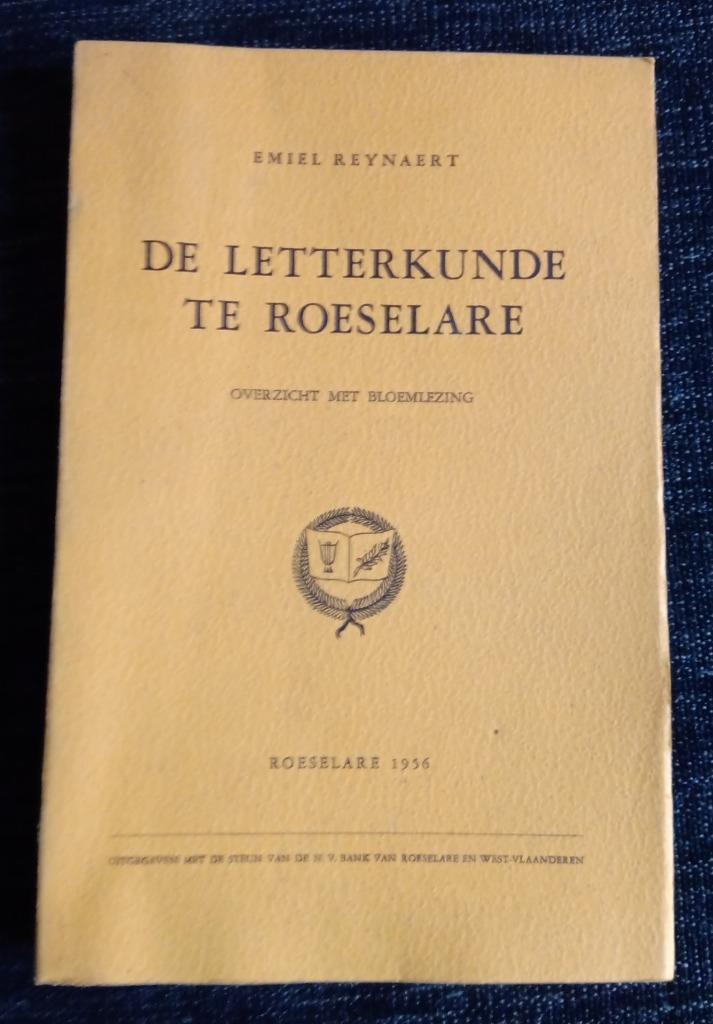 EMIEL REYNAERT
DE LETTERKUNDE
TE ROESELARE
OVERZICHT MET BLOEMLEZING
ROESELARE 1956
UITGEGEVEN MET DE STEUN VAN DE N. V. BANK VAN ROESELARE EN WEST-VLAANDEREN